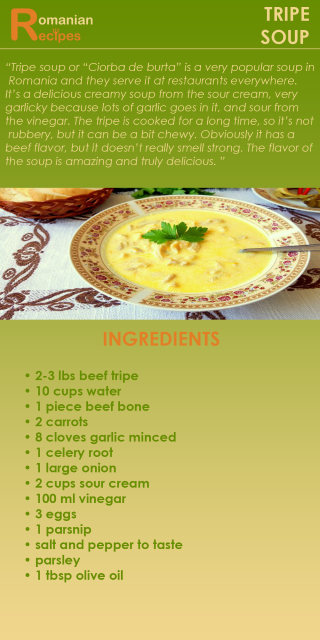 Romanian
Recipes
TRIPE
SOUP
“Tripe soup or “Ciorba de burta” is a very popular soup in
Romania and they serve it at restaurants everywhere.
It’s a delicious creamy soup from the sour cream, very
garlicky because lots of garlic goes in it, and sour from
the vinegar. The tripe is cooked for a long time, so it’s not
rubbery, but it can be a bit chewy. Obviously it has a
beef flavor, but it doesn’t really smell strong. The flavor of
the soup is amazing and truly delicious. ”
INGREDIENTS
• 2-3 lbs beef tripe
• 10 cups water
• 1 piece beef bone
• 2 carrots
• 8 cloves garlic minced
• 1 celery root
• 1 large onion
• 2 cups sour cream
• 100 ml vinegar
• 3 eggs
• 1 parsnip
• salt and pepper to taste
• parsley
• 1 tbsp olive oil